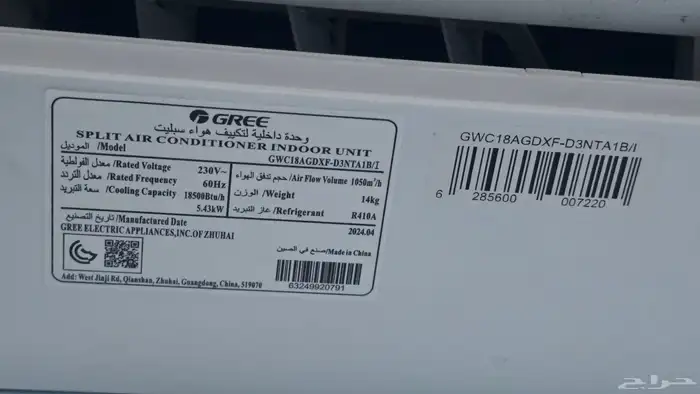 GREE
وحدة داخلية لتكييف هواء سبليت
SPLIT AIR CONDITIONER INDOOR UNIT
الموديل/Model GWC18AGDXF-D3NTA1B/I
معدل الفولطية/Rated Voltage 230V~
معدل التردد/Rated Frequency 60Hz
سعة التبريد/Cooling Capacity 18500Btu/h
5.43kW
حجم تدفق الهواء/Air Flow Volume 1050m³/h
الوزن/Weight 14kg
غاز التبريد/Refrigerant R410A
تاريخ التصنيع/Manufactured Date 2024.04
GREE ELECTRIC APPLIANCES,INC.OF ZHUHAI
صنع في الصين/Made in China
63249920791
Add: West Jinji Rd, Qianshan, Zhuhai, Guangdong, China, 519070
GWC18AGDXF-D3NTA1B/I
6 285600 007220
حراج